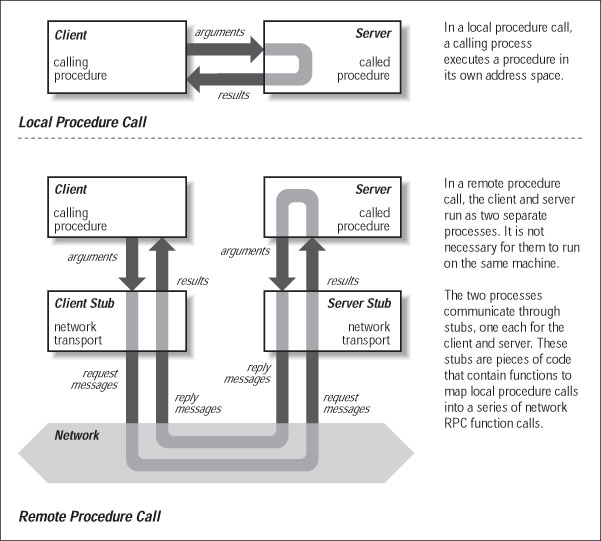 Client
calling
procedure
arguments
results
Server
called
procedure
In a local procedure call,
a calling process
executes a procedure in
its own address space.
Local Procedure Call
Client
calling
procedure
Server
called
procedure
arguments
results
arguments
results
Client Stub
network
transport
Server Stub
network
transport
request
messages
reply
messages
reply
messages
request
messages
Network
In a remote procedure
call, the client and server
run as two separate
processes. It is not
necessary for them to run
on the same machine.
The two processes
communicate through
stubs, one each for the
client and server. These
stubs are pieces of code
that contain functions to
map local procedure calls
into a series of network
RPC function calls.
Remote Procedure Call